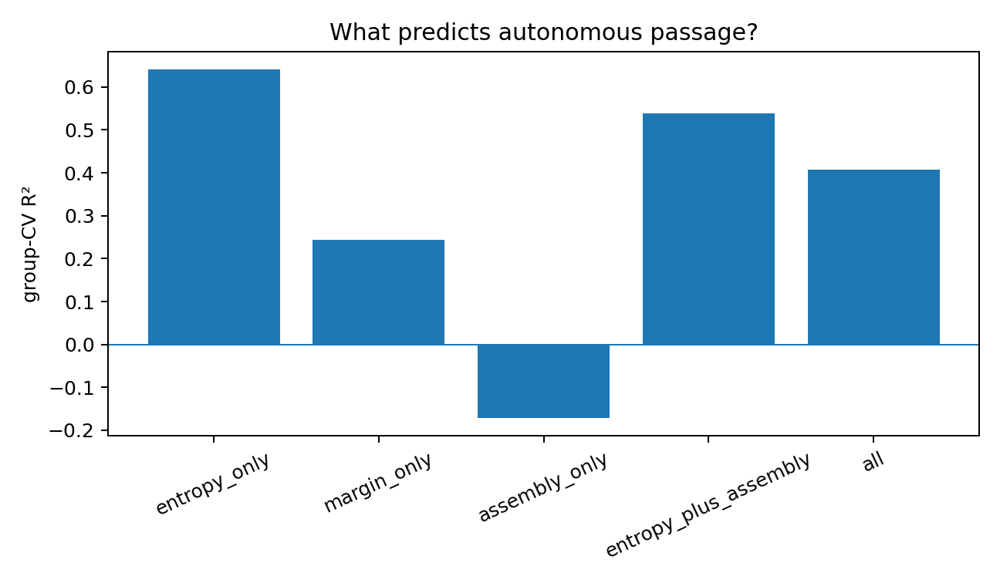 What predicts autonomous passage?
group-CV R²
0.6
0.5
0.4
0.3
0.2
0.1
0.0
−0.1
−0.2
entropy_only
margin_only
assembly_only
entropy_plus_assembly
all